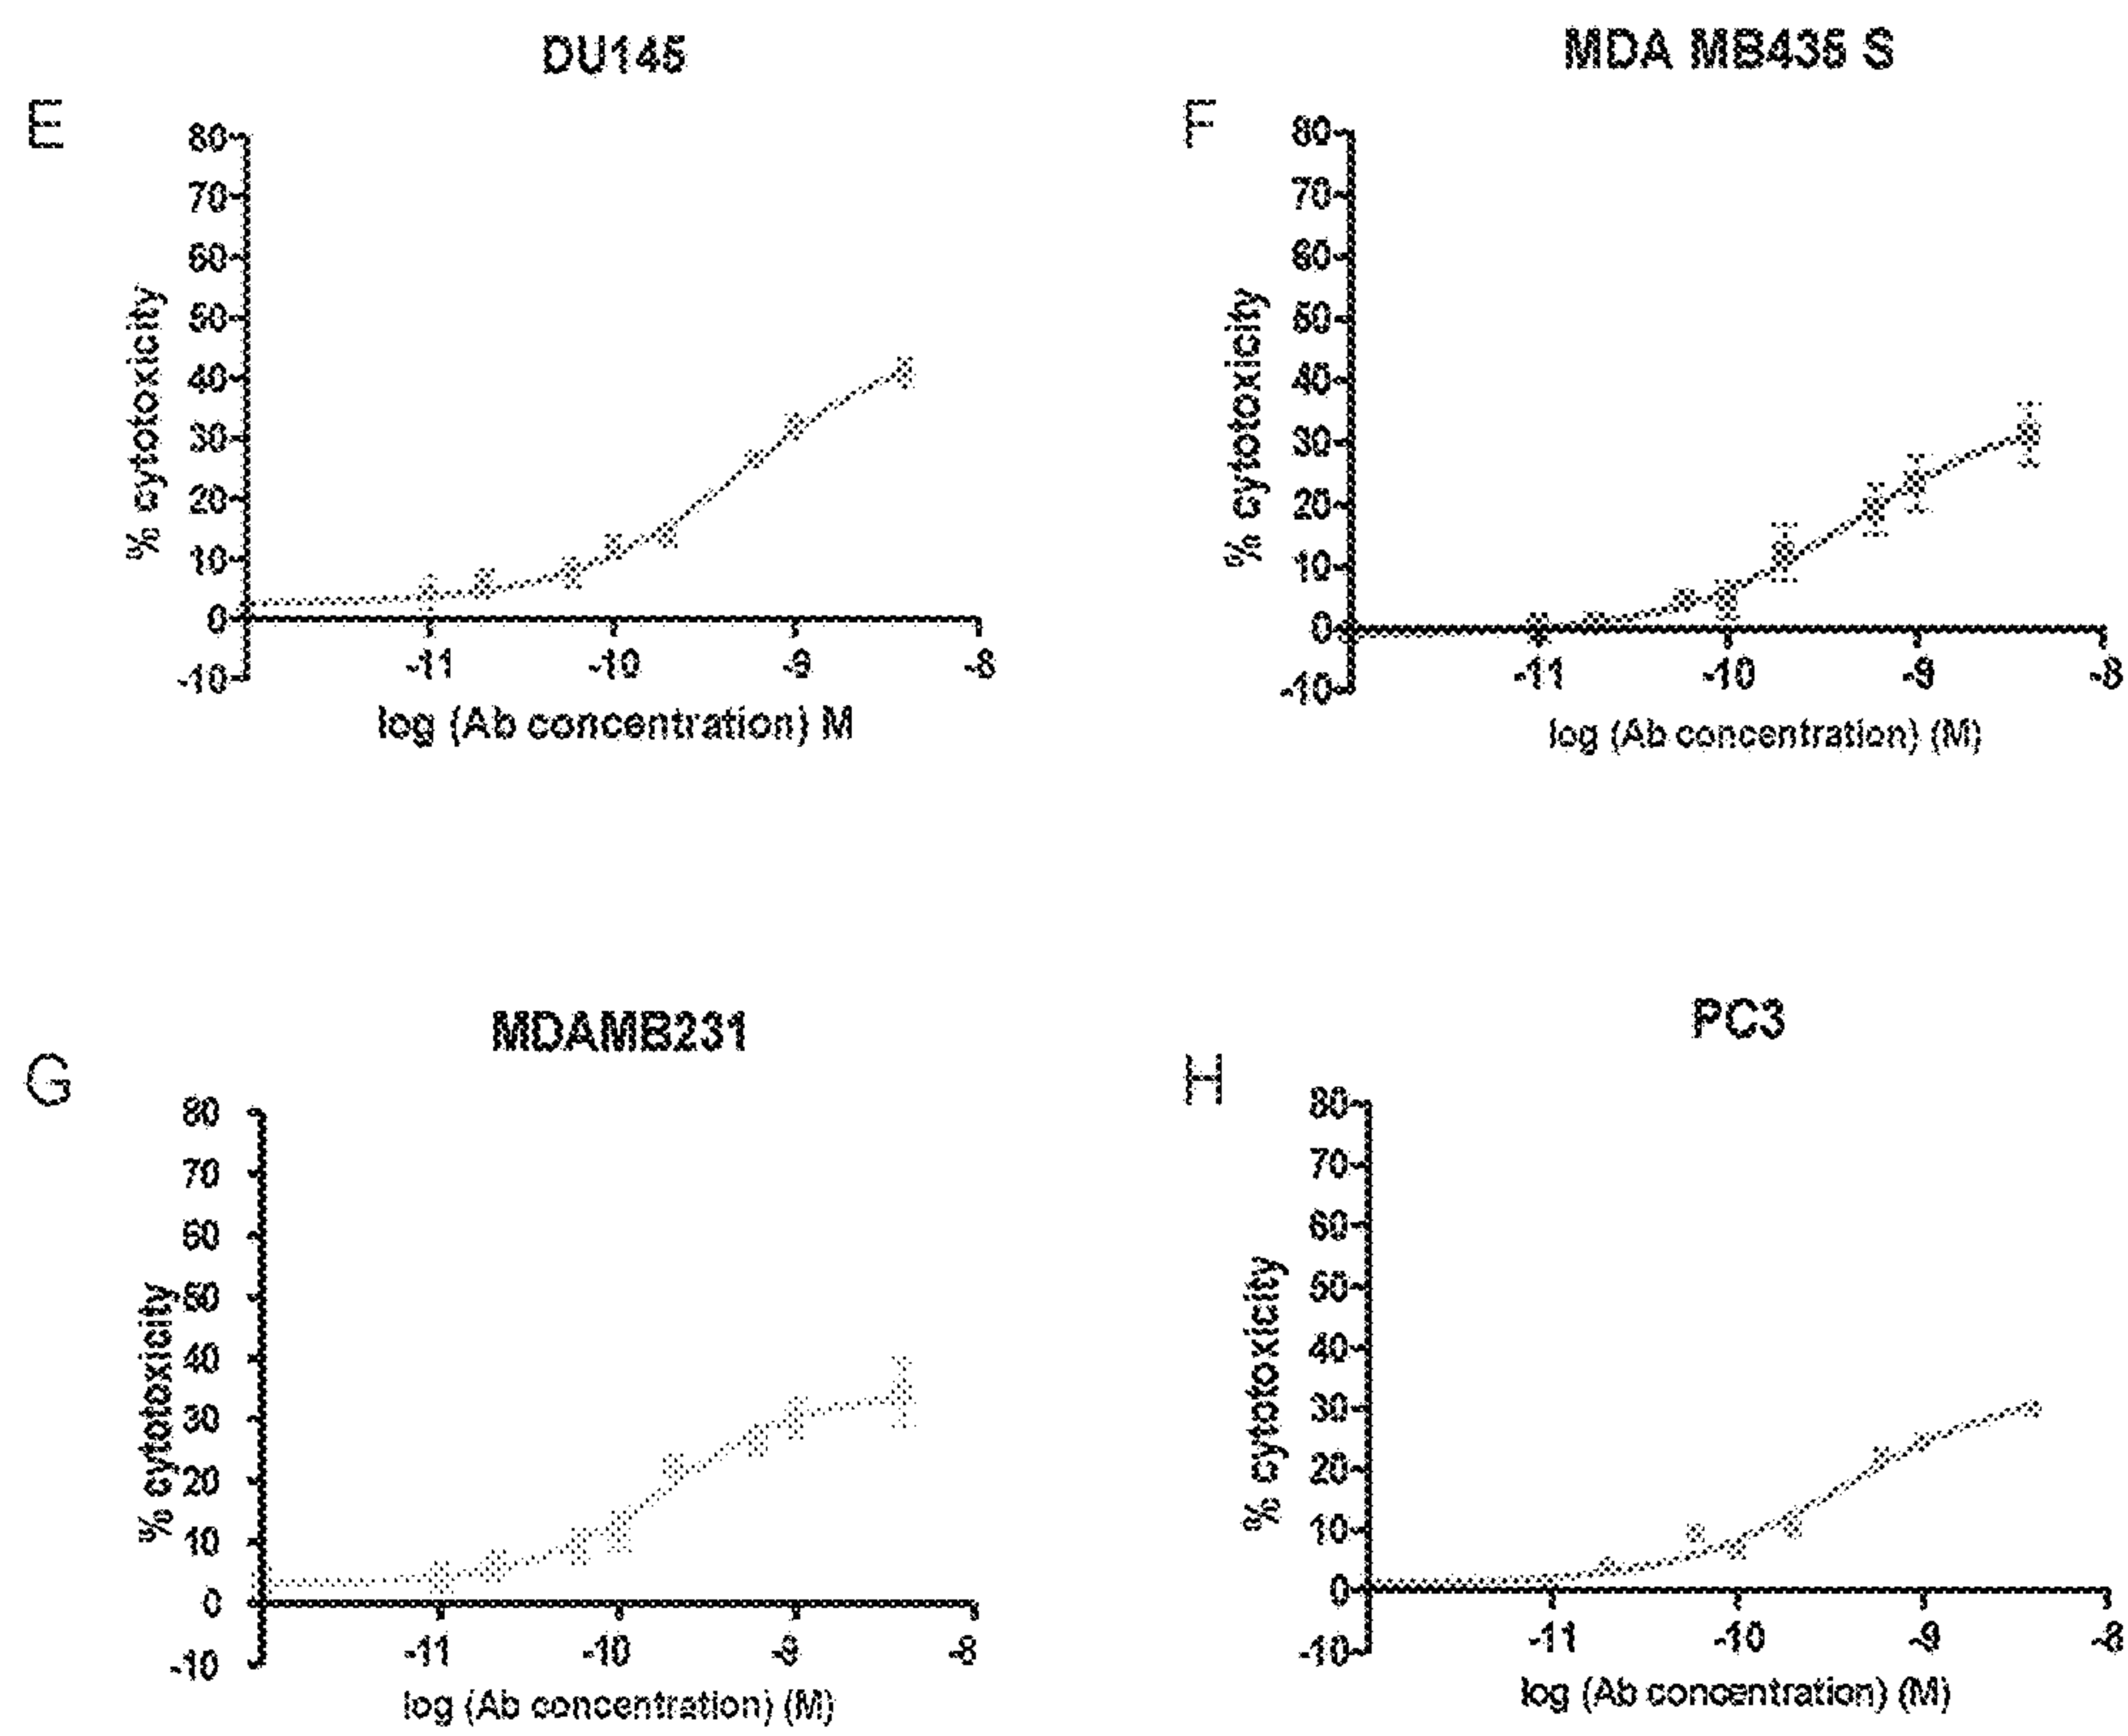 DU145
E
80
70
60
50
40
30
20
10
0
-10
% cytotoxicity
-11 -10 -9 -8
log (Ab concentration) M
MDA MB435 S
F
80
70
60
50
40
30
20
10
0
-10
% cytotoxicity
-11 -10 -9 -8
log (Ab concentration) (M)
MDAMB231
G
80
70
60
50
40
30
20
10
0
-10
% cytotoxicity
-11 -10 -9 -8
log (Ab concentration) (M)
PC3
H
80
70
60
50
40
30
20
10
0
-10
% cytotoxicity
-11 -10 -9 -8
log (Ab concentration) (M)